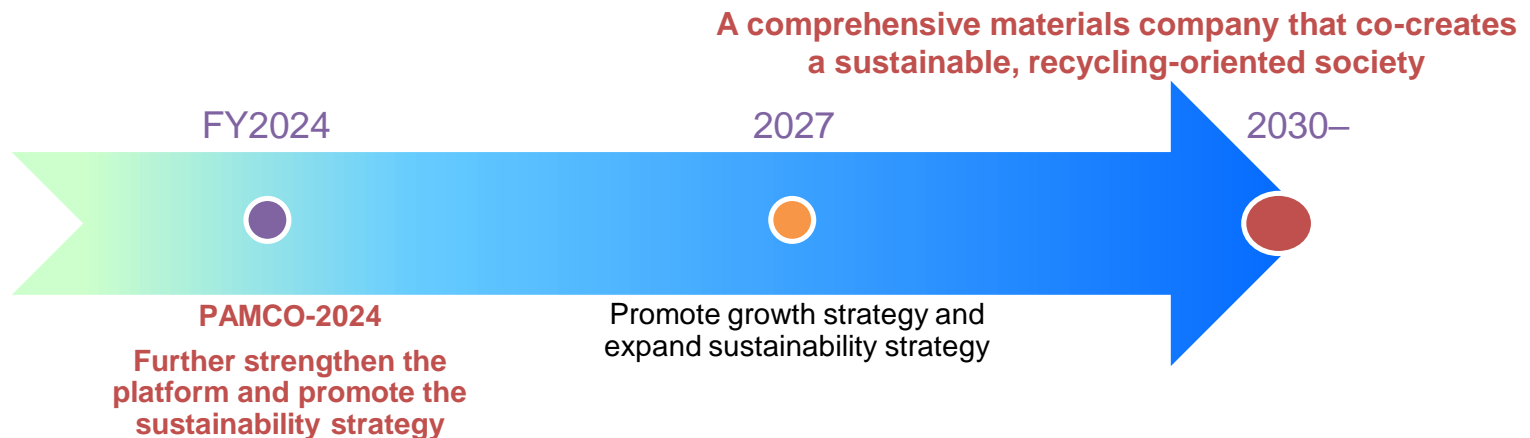 A comprehensive materials company that co-creates
a sustainable, recycling-oriented society
FY2024
2027
2030–
PAMCO-2024
Further strengthen the
platform and promote the
sustainability strategy
Promote growth strategy and
expand sustainability strategy